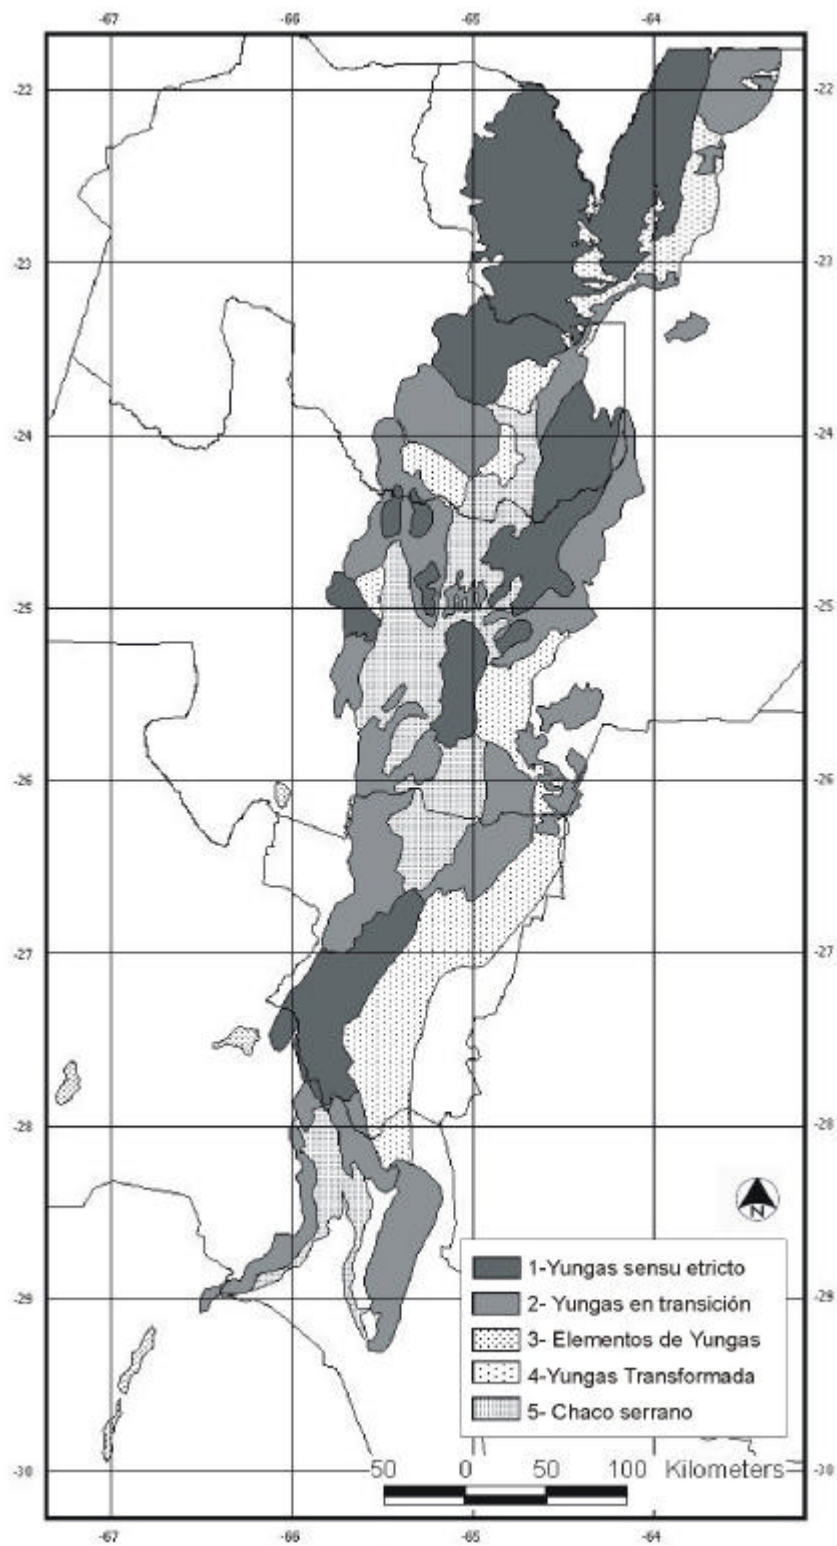 -67 -66 -65 -64
-22 -22
-23 -23
-24 -24
-25 -25
-26 -26
-27 -27
-28 -28
N
1-Yungas sensu etricto
2- Yungas en transición
3- Elementos de Yungas
4-Yungas Transformada
5- Chaco serrano
-29 -29
-30 -30
50 0 50 100 Kilometers
-67 -66 -65 -64